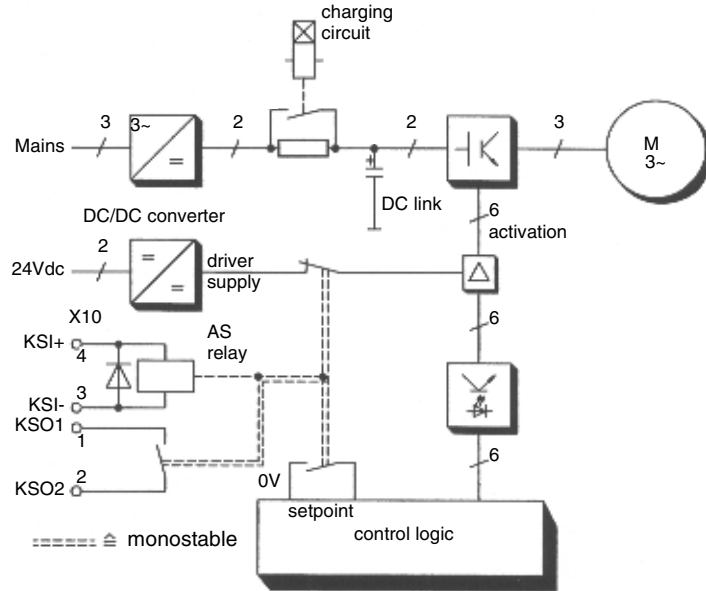 charging
circuit
3
3~
2
2
3
Mains
=
+
M
3~
DC link
DC/DC converter
6
activation
2
24Vdc
=
=
driver
supply
6
X10
KSI+
4
AS
relay
3
KSI-
KSO1
1
6
2
KSO2
0V
setpoint
control logic
≙ monostable